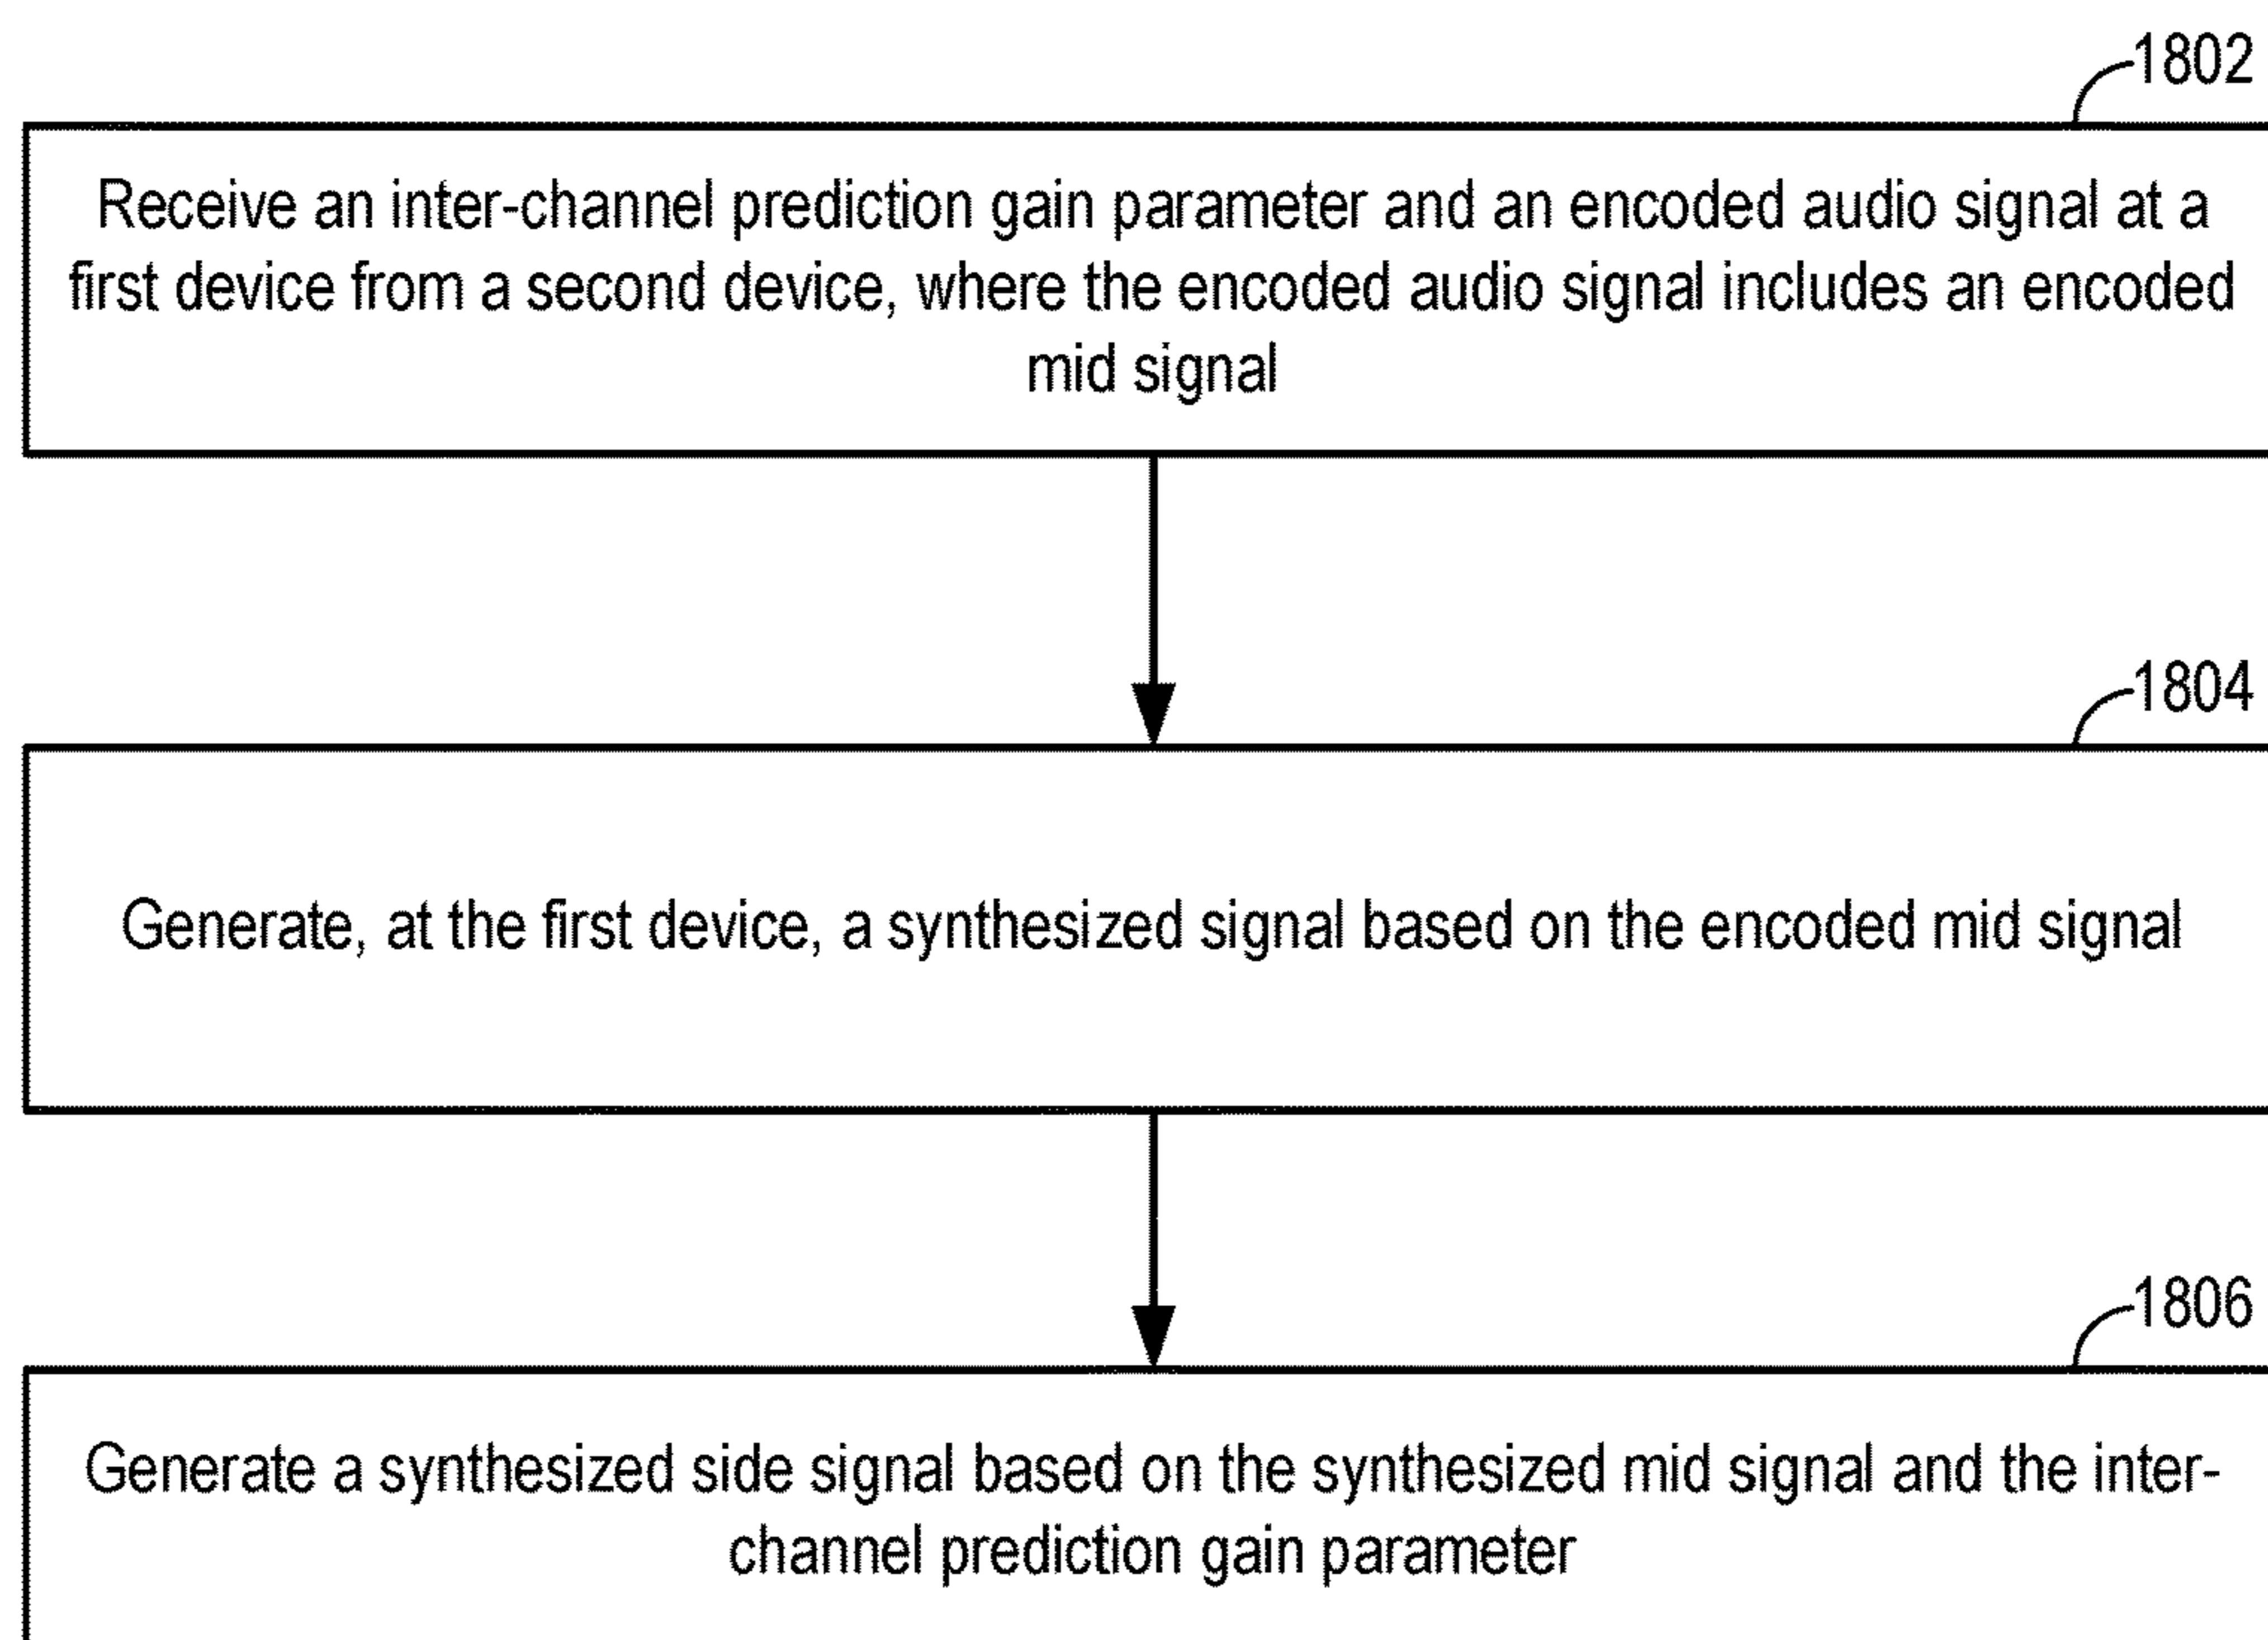 1802
Receive an inter-channel prediction gain parameter and an encoded audio signal at a
first device from a second device, where the encoded audio signal includes an encoded
mid signal
1804
Generate, at the first device, a synthesized signal based on the encoded mid signal
1806
Generate a synthesized side signal based on the synthesized mid signal and the inter-
channel prediction gain parameter